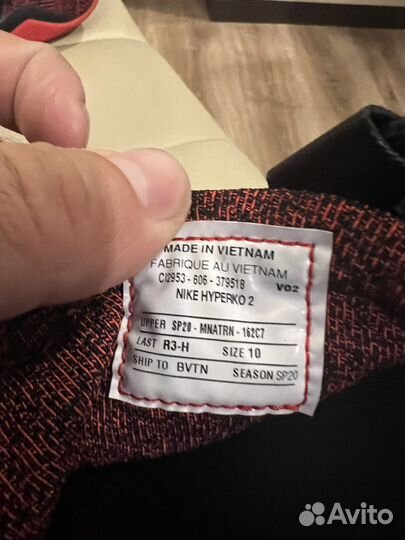 MADE IN VIETNAM
FABRIQUE AU VIETNAM
CI2953 - 606 - 379518 V02
NIKE HYPERKO 2
UPPER SP20 - MNATRN - 162C7
LAST R3-H SIZE 10
SHIP TO BVTN SEASON SP20
Avito